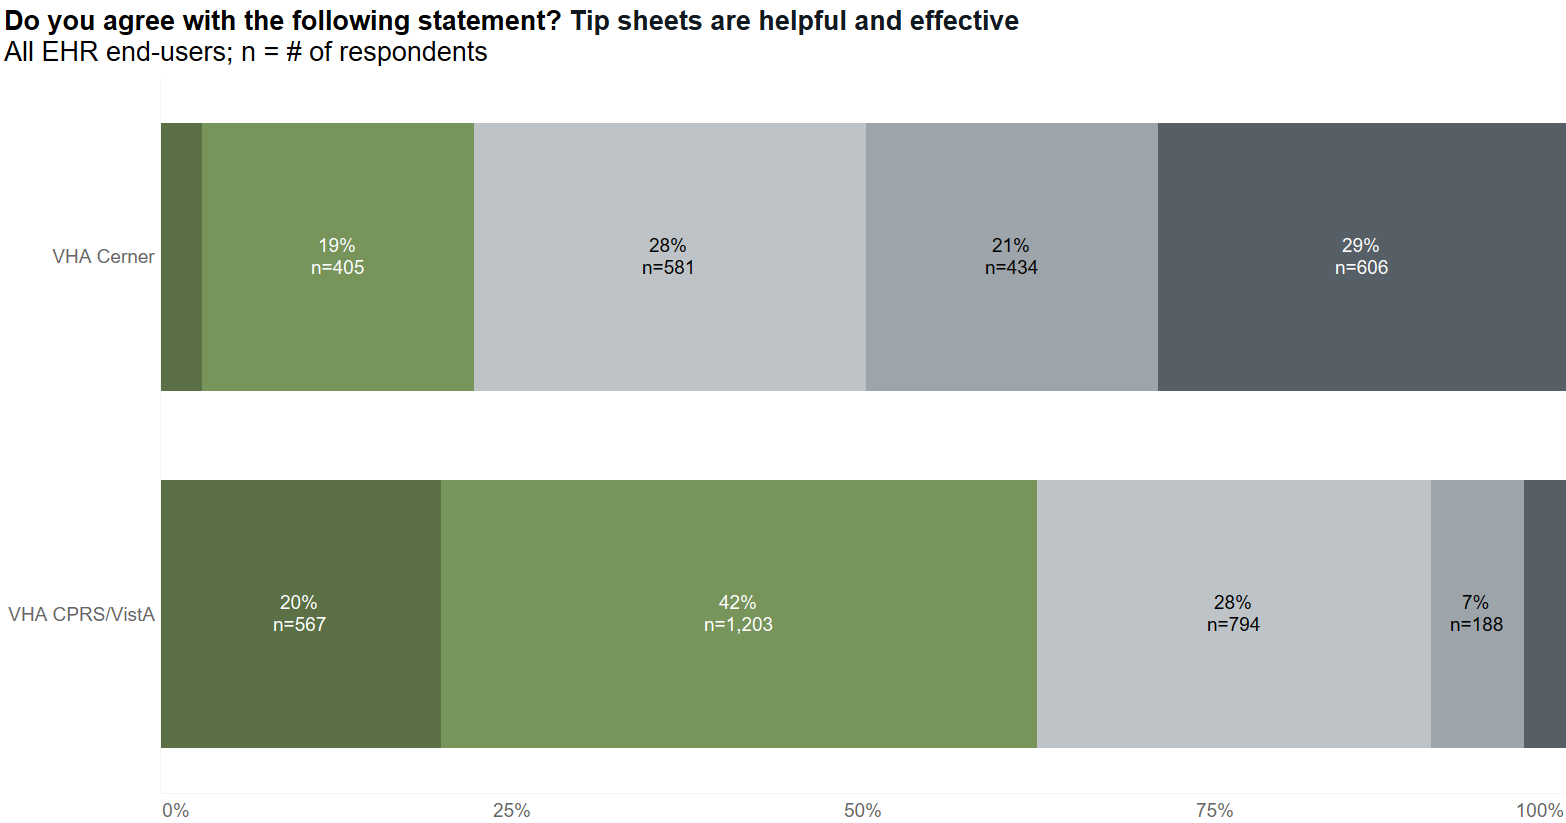 Do you agree with the following statement? Tip sheets are helpful and effective
All EHR end-users; n = # of respondents
VHA Cerner
19%
n=405
28%
n=581
21%
n=434
29%
n=606
VHA CPRS/VistA
20%
n=567
42%
n=1,203
28%
n=794
7%
n=188
0%
25%
50%
75%
100%